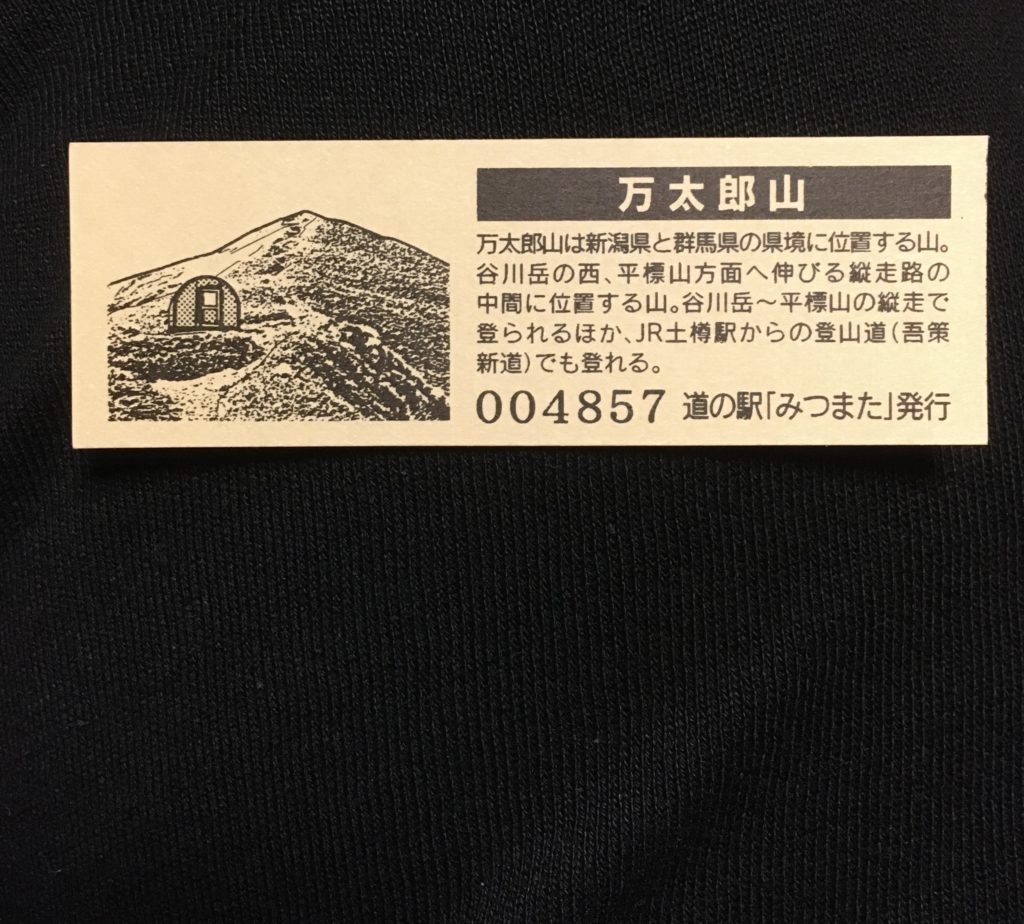 万太郎山
万太郎山は新潟県と群馬県の県境に位置する山。
谷川岳の西、平標山方面へ伸びる縦走路の
中間に位置する山。谷川岳～平標山の縦走で
登られるほか、JR土樽駅からの登山道(吾策
新道)でも登れる。
004857 道の駅「みつまた」発行